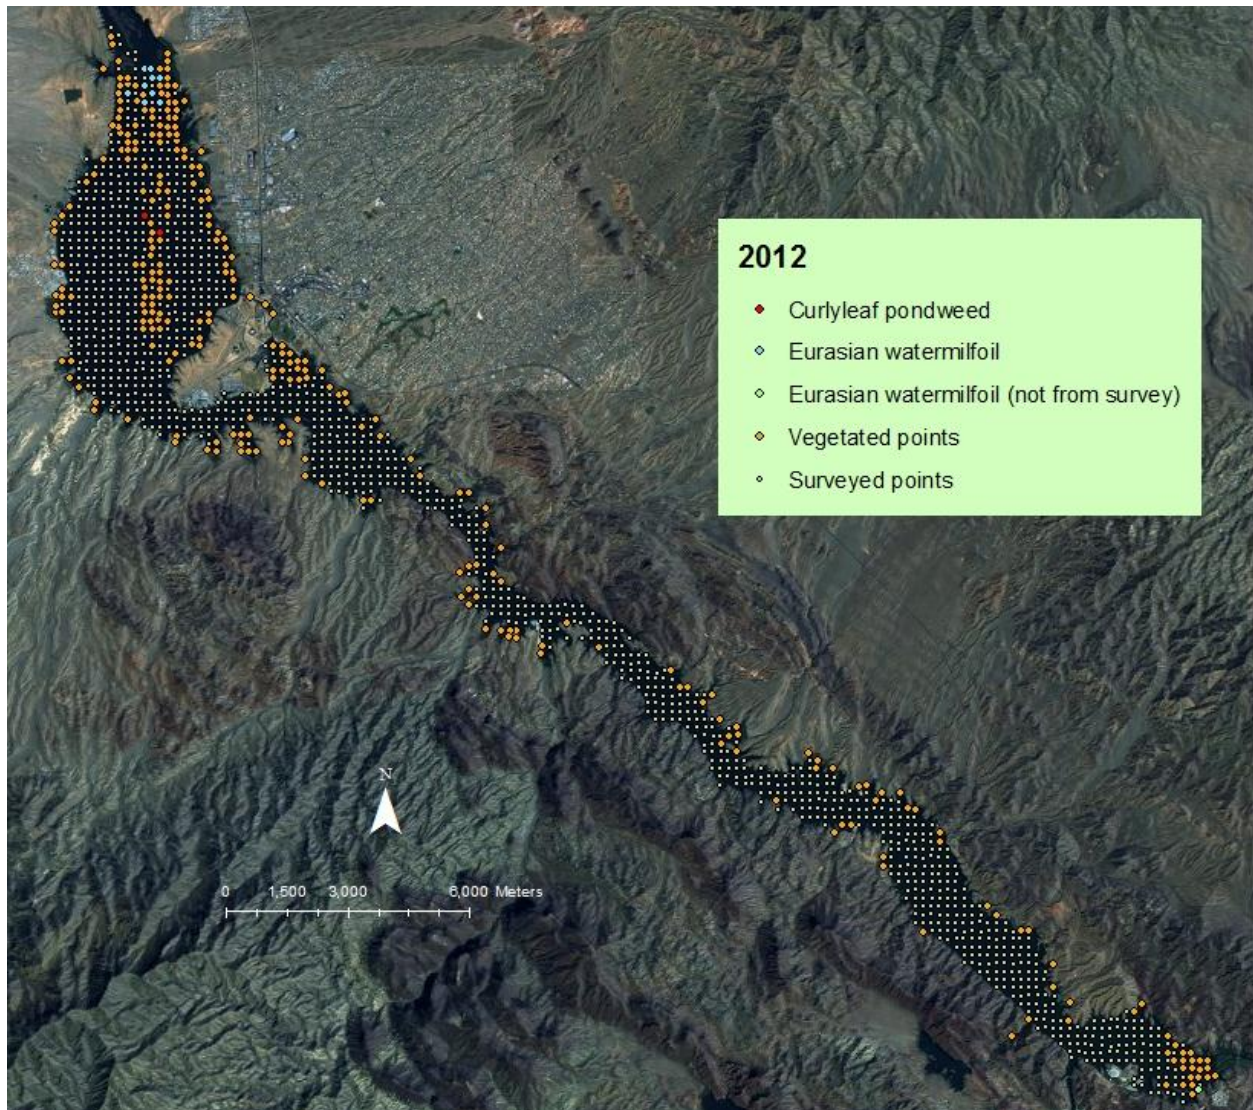 2012
Curlyleaf pondweed
Eurasian watermilfoil
Eurasian watermilfoil (not from survey)
Vegetated points
Surveyed points
N
0 1,500 3,000 6,000 Meters